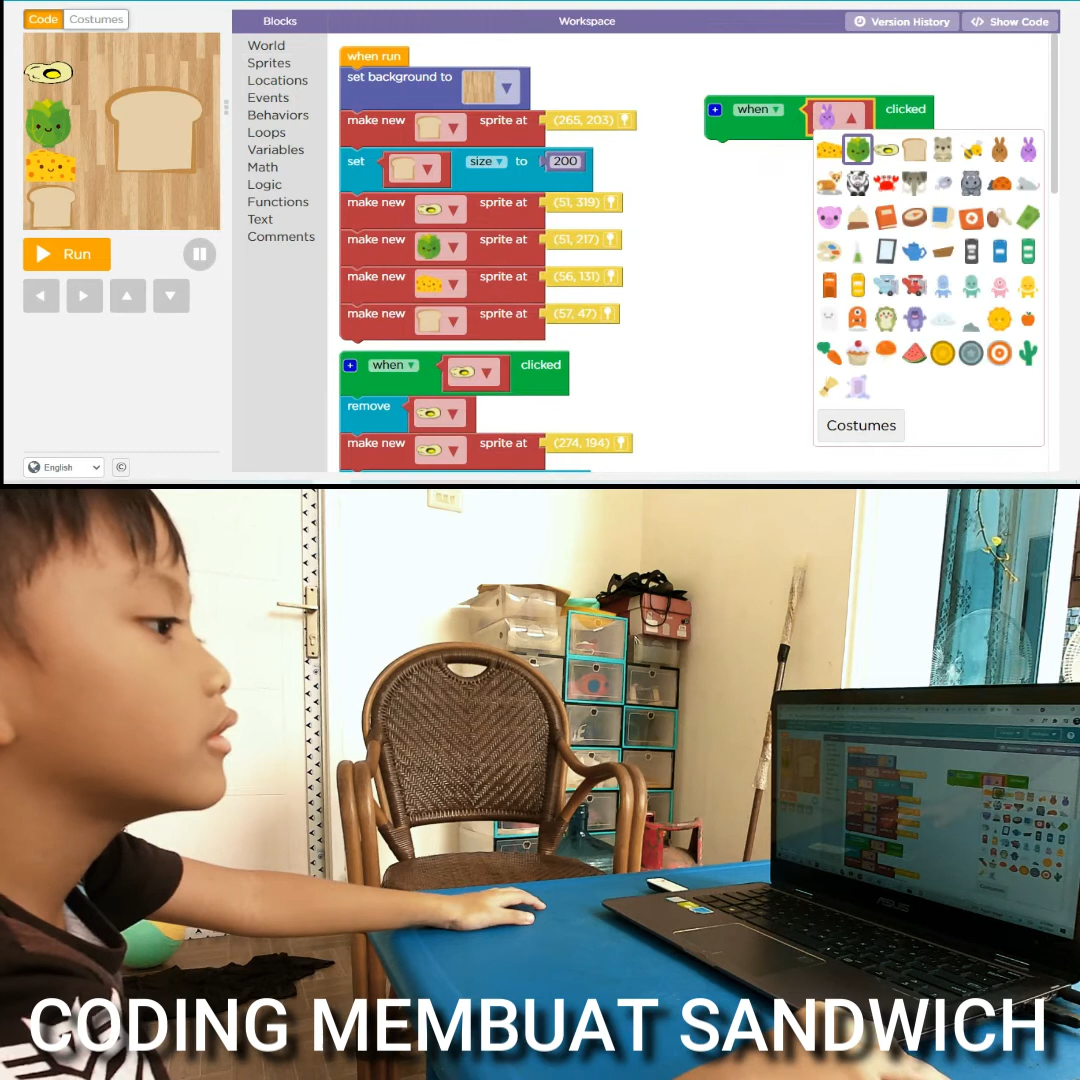 Code Costumes
Blocks
Workspace
Version History
</> Show Code
World
Sprites
Locations
Events
Behaviors
Loops
Variables
Math
Logic
Functions
Text
Comments
Run
English
©
when run
set background to
make new sprite at (265, 203)
set size to 200
make new sprite at (51, 319)
make new sprite at (51, 217)
make new sprite at (56, 131)
make new sprite at (57, 47)
+ when clicked
remove
make new sprite at (274, 194)
+ when clicked
Costumes
ASUS
CODING MEMBUAT SANDWICH